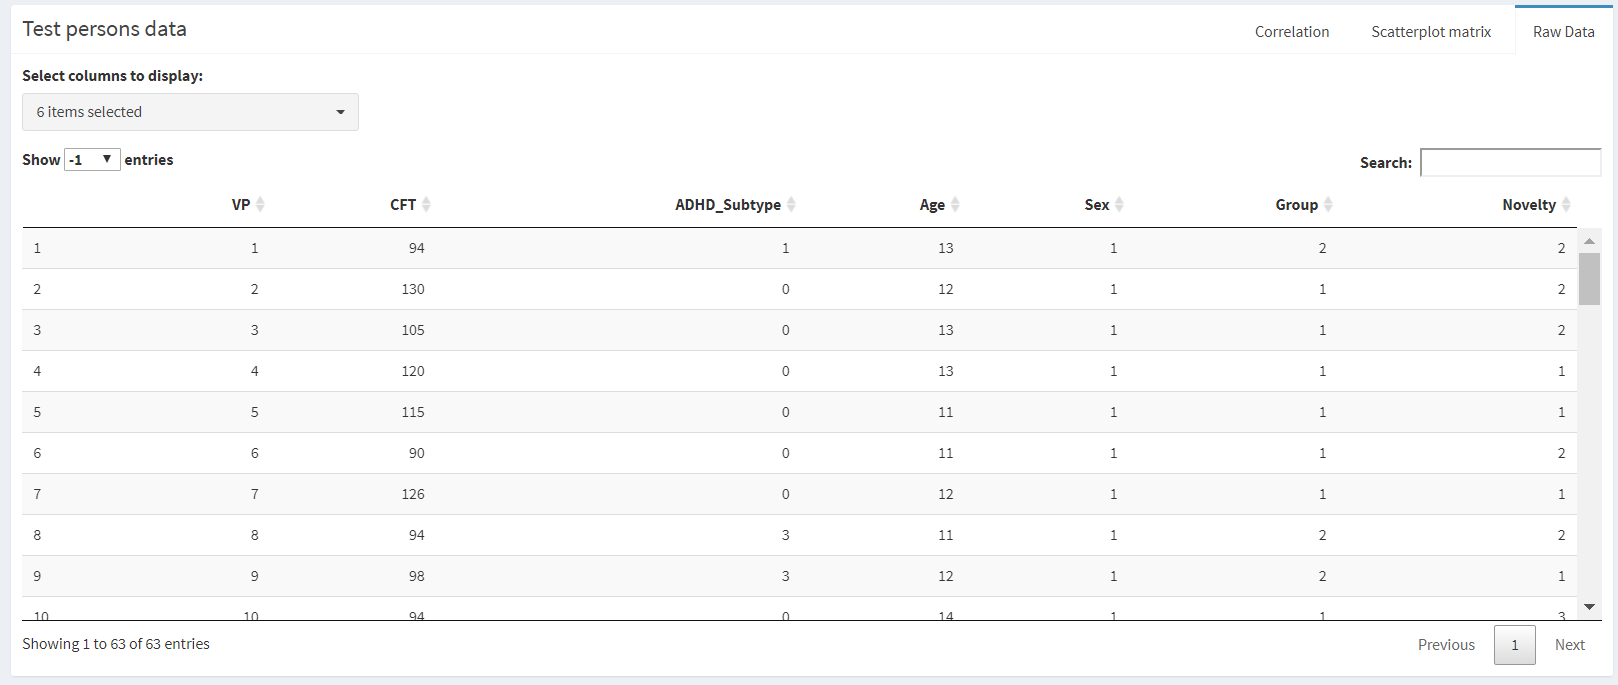 Test persons data Correlation Scatterplot matrix Raw Data
Select columns to display:
6 items selected
Show -1 entries Search:
VP CFT ADHD_Subtype Age Sex Group Novelty
1 1 94 1 13 1 2 2
2 2 130 0 12 1 1 2
3 3 105 0 13 1 1 2
4 4 120 0 13 1 1 1
5 5 115 0 11 1 1 1
6 6 90 0 11 1 1 2
7 7 126 0 12 1 1 1
8 8 94 3 11 1 2 2
9 9 98 3 12 1 2 1
10 10 94 0 14 1 1 3
Showing 1 to 63 of 63 entries Previous 1 Next